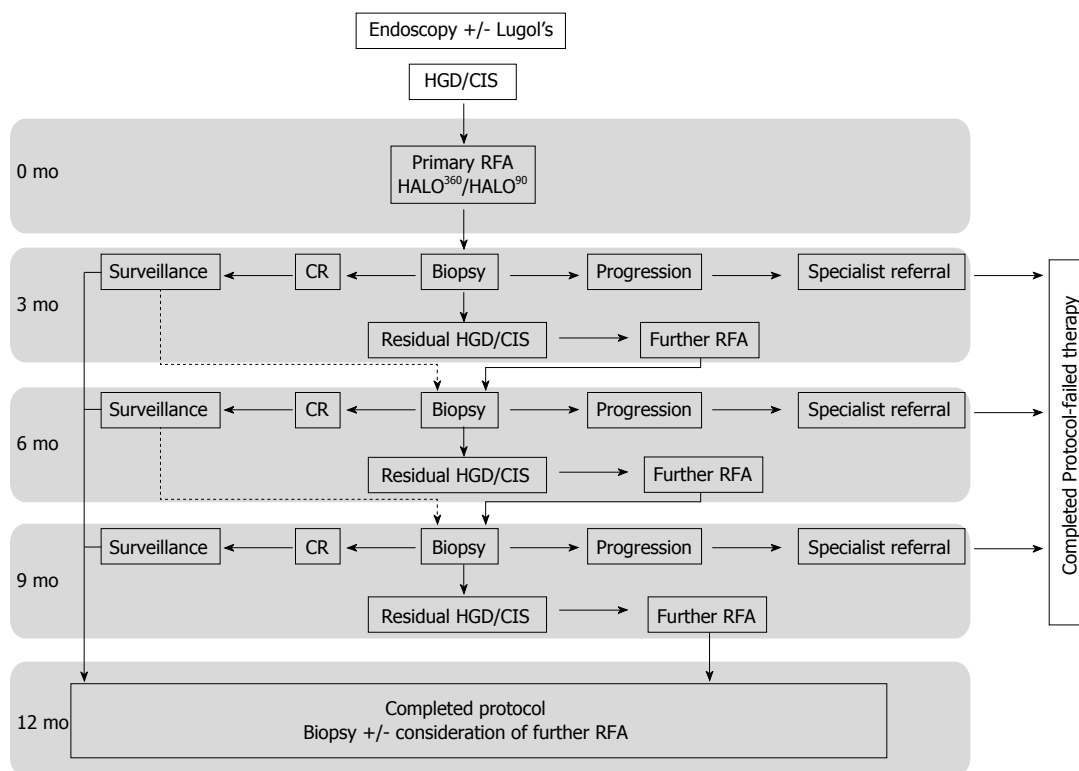 Endoscopy +/- Lugol's
HGD/CIS
0 mo
Primary RFA
HALO³⁶⁰/HALO⁹⁰
3 mo
Surveillance
CR
Biopsy
Progression
Specialist referral
Residual HGD/CIS
Further RFA
6 mo
Surveillance
CR
Biopsy
Progression
Specialist referral
Residual HGD/CIS
Further RFA
9 mo
Surveillance
CR
Biopsy
Progression
Specialist referral
Residual HGD/CIS
Further RFA
Completed Protocol-failed therapy
12 mo
Completed protocol
Biopsy +/- consideration of further RFA